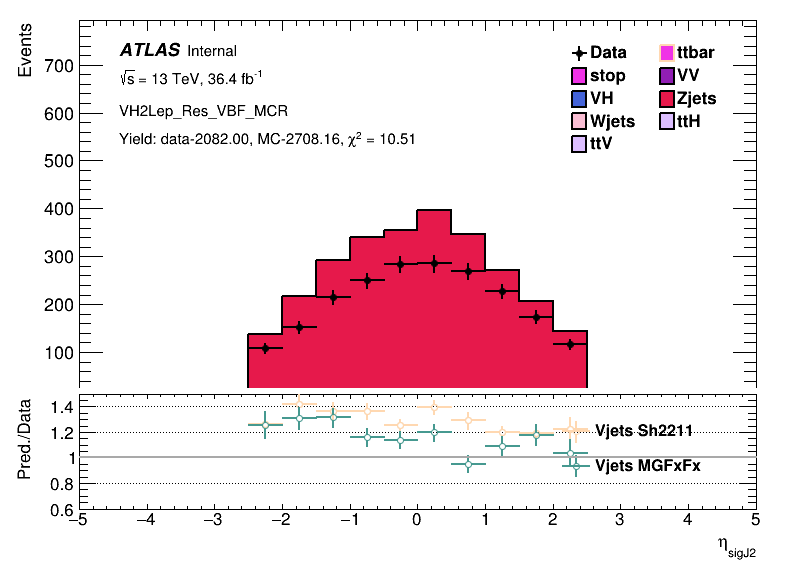 Events
ATLAS Internal
√s = 13 TeV, 36.4 fb⁻¹
VH2Lep_Res_VBF_MCR
Yield: data-2082.00, MC-2708.16, χ² = 10.51
Data
ttbar
stop
VV
VH
Zjets
Wjets
ttH
ttV
700
600
500
400
300
200
100
Pred./Data
1.4
1.2
1
0.8
0.6
Vjets Sh2211
Vjets MGFxFx
−5 −4 −3 −2 −1 0 1 2 3 4 5
η sigJ2